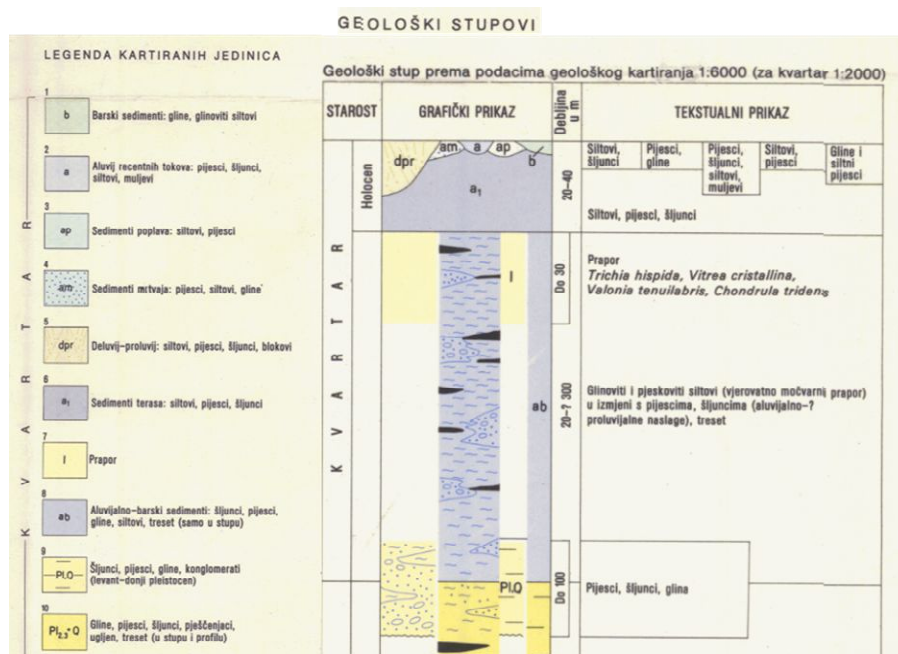 GEOLOŠKI STUPOVI
LEGENDA KARTIRANIH JEDINICA
1
b
Barski sedimenti: gline, glinoviti siltovi
2
a
Aluvij recentnih tokova: pijesci, šljunci,
siltovi, muljevi
3
ap
Sedimenti poplava: siltovi, pijesci
4
am
Sedimenti mrtvaja: pijesci, siltovi, gline
5
dpr
Deluvij-proluvij: siltovi, pijesci, šljunci, blokovi
6
a1
Sedimenti terasa: siltovi, pijesci, šljunci
7
l
Prapor
8
ab
Aluvijalno-barski sedimenti: šljunci, pijesci,
gline, siltovi, treset (samo u stupu)
9
Pl.Q
Šljunci, pijesci, gline, konglomerati
(levant-donji pleistocen)
10
Pl2,3+Q
Gline, pijesci, šljunci, pješčenjaci,
ugljen, treset (u stupu i profilu)
K V A R T A R
Geološki stup prema podacima geološkog kartiranja 1:6000 (za kvartar 1:2000)
STAROST
GRAFIČKI PRIKAZ
Debljina
u m
TEKSTUALNI PRIKAZ
K V A R T A R
Holocen
dpr
am
a
ap
b
a1
l
ab
Pl.Q
20–40
Siltovi,
šljunci
Pijesci,
gline
Pijesci,
šljunci,
siltovi,
muljevi
Siltovi,
pijesci
Gline i
siltni
pijesci
Siltovi, pijesci, šljunci
Do 30
Prapor
Trichia hispida, Vitrea cristallina,
Valonia tenuilabris, Chondrula tridens
20–? 300
Glinoviti i pjeskoviti siltovi (vjerovatno močvarni prapor)
u izmjeni s pijescima, šljuncima (aluvijalno-?
proluvijalne naslage), treset
Do 100
Pijesci, šljunci, glina